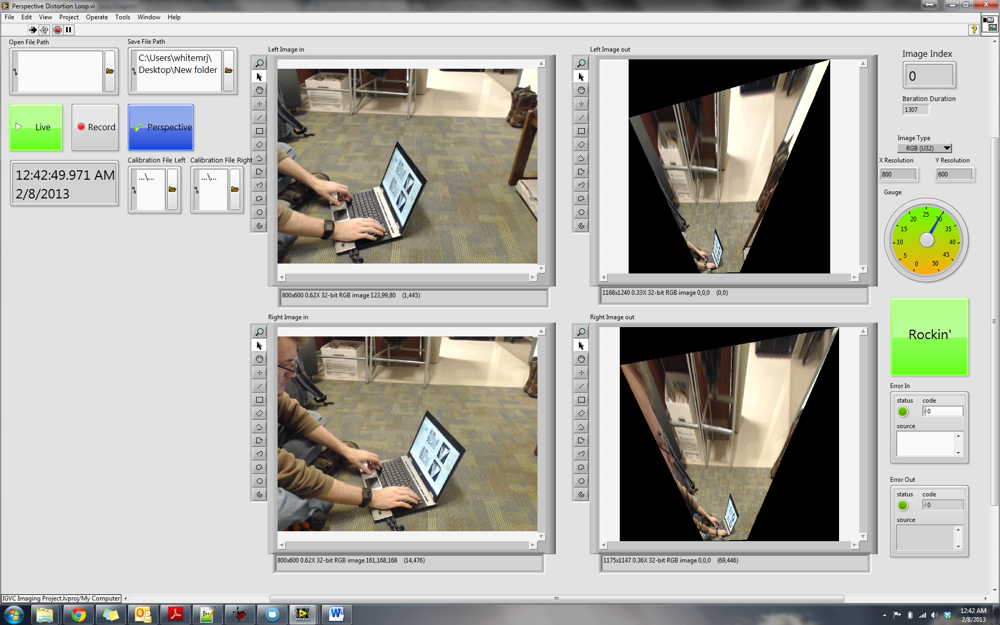 Perspective Distortion Loop.vi
File Edit View Project Operate Tools Window Help
Open File Path
Save File Path
C:\Users\whitemrj\
Desktop\New folder
Live
Record
Perspective
12:42:49.971 AM
2/8/2013
Calibration File Left
Calibration File Right
...\...
...\...
Left Image in
800x600 0.62X 32-bit RGB image 123,99,80 (1,445)
Left Image out
1168x1240 0.33X 32-bit RGB image 0,0,0 (0,0)
Right Image in
800x600 0.62X 32-bit RGB image 161,168,168 (14,476)
Right Image out
1175x1147 0.36X 32-bit RGB image 0,0,0 (69,446)
Image Index
0
Iteration Duration
1307
Image Type
RGB (U32)
X Resolution
Y Resolution
800
600
Gauge
0
5
10
15
20
25
30
35
40
45
50
Rockin'
Error In
status code
d 0
source
Error Out
status code
d 0
source
IGVC Imaging Project.lvproj/My Computer
12:42 AM
2/8/2013